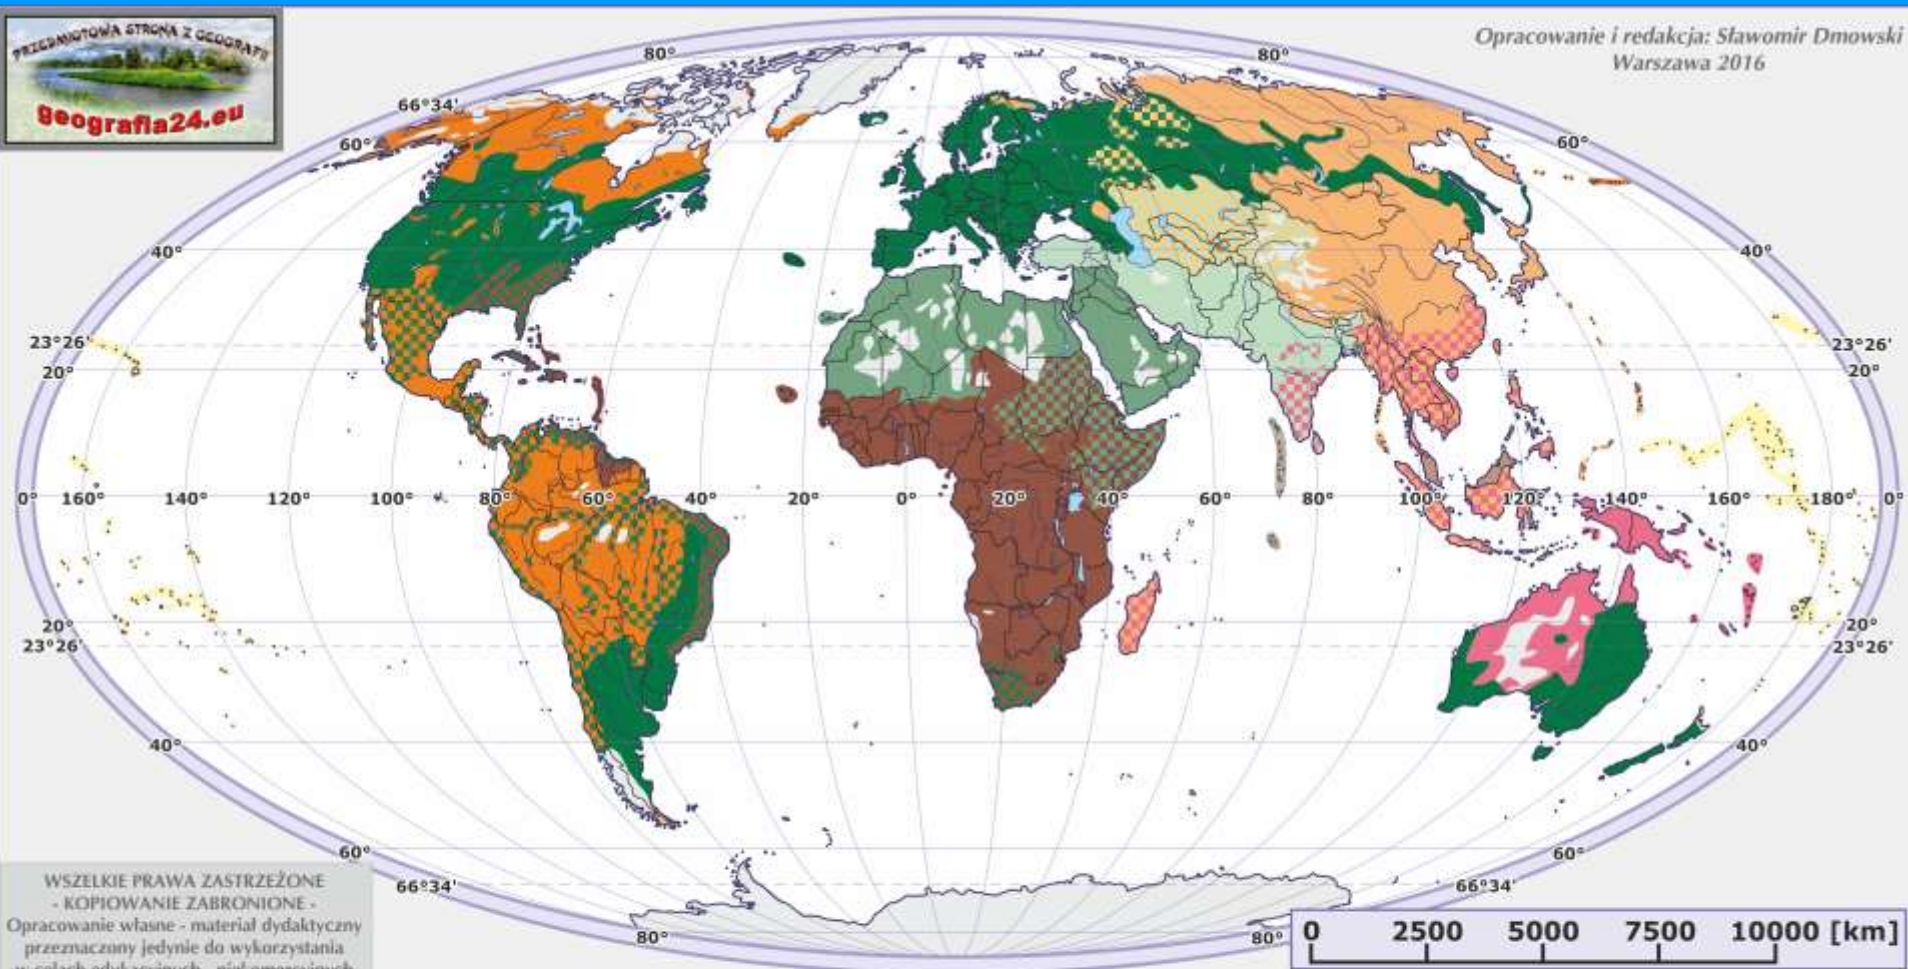 PRZEDMIOTOWA STRONA Z GEOGRAFII
geografia24.eu
Opracowanie i redakcja: Sławomir Dmowski
Warszawa 2016
80° 80°
66°34'
60° 60°
40° 40°
23°26' 23°26'
20° 20°
0° 160° 140° 120° 100° 80° 60° 40° 20° 0° 20° 40° 60° 80° 100° 120° 140° 160° 180° 0°
20° 20°
23°26' 23°26'
40° 40°
60° 60°
66°34' 66°34'
80° 80°
WSZELKIE PRAWA ZASTRZEŻONE
- KOPIOWANIE ZABRONIONE -
Opracowanie własne - materiał dydaktyczny
przeznaczony jedynie do wykorzystania
w celach edukacyjnych - niekomercyjnych
0 2500 5000 7500 10000 [km]